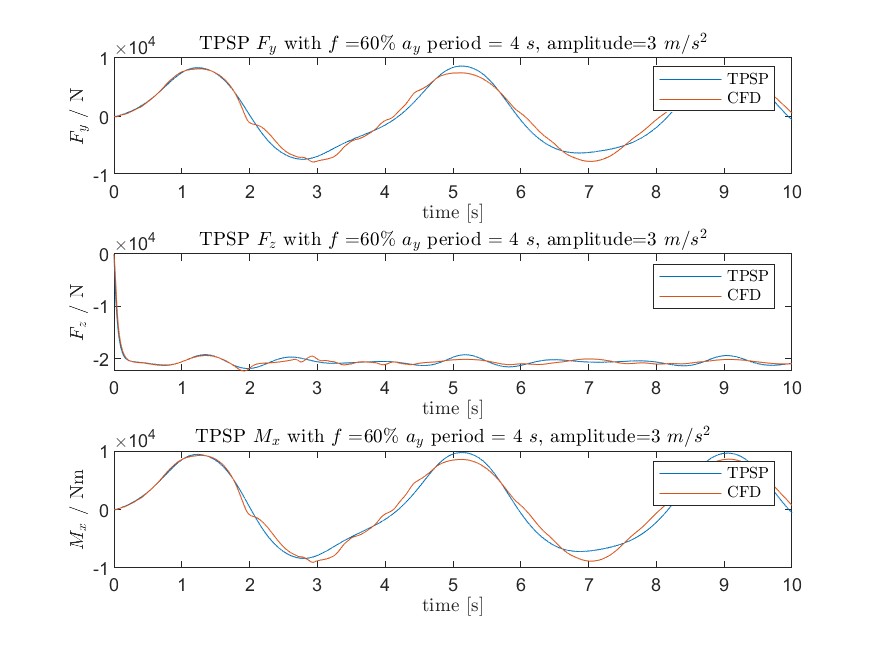 TPSP F_y with f =60% a_y period = 4 s, amplitude=3 m/s²
×10⁴
1
0
-1
F_y / N
TPSP
CFD
0 1 2 3 4 5 6 7 8 9 10
time [s]
TPSP F_z with f =60% a_y period = 4 s, amplitude=3 m/s²
×10⁴
0
-1
-2
F_z / N
TPSP
CFD
0 1 2 3 4 5 6 7 8 9 10
time [s]
TPSP M_x with f =60% a_y period = 4 s, amplitude=3 m/s²
×10⁴
1
0
-1
M_x / Nm
TPSP
CFD
0 1 2 3 4 5 6 7 8 9 10
time [s]